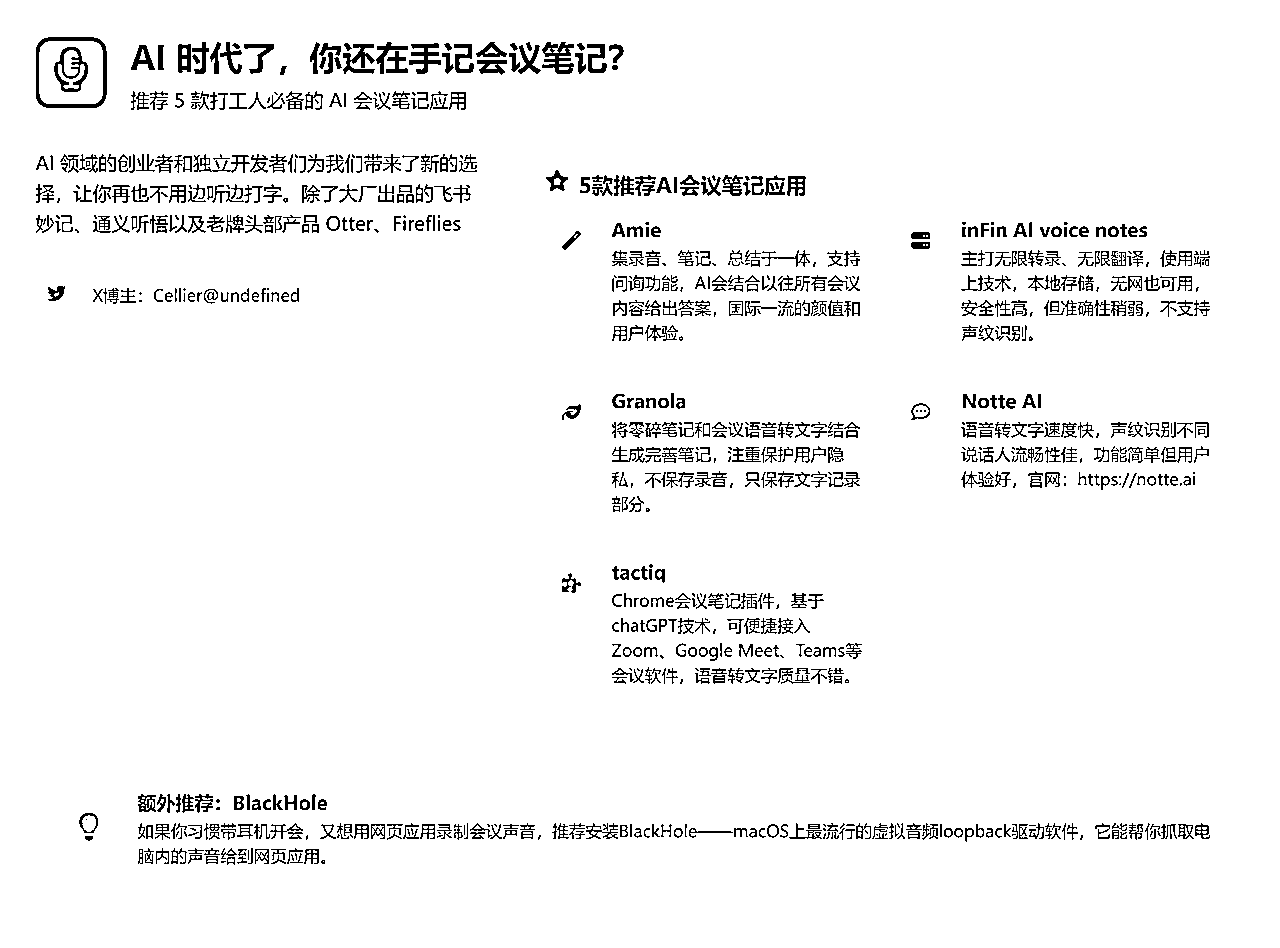 AI 时代了，你还在手记会议笔记？
推荐 5 款打工人必备的 AI 会议笔记应用
AI 领域的创业者和独立开发者们为我们带来了新的选
择，让你再也不用边听边打字。除了大厂出品的飞书
妙记、通义听悟以及老牌头部产品 Otter、Fireflies
X博主：Cellier@undefined
5款推荐AI会议笔记应用
Amie
集录音、笔记、总结于一体，支持
问询功能，AI会结合以往所有会议
内容给出答案，国际一流的颜值和
用户体验。
inFin AI voice notes
主打无限转录、无限翻译，使用端
上技术，本地存储，无网也可用，
安全性高，但准确性稍弱，不支持
声纹识别。
Granola
将零碎笔记和会议语音转文字结合
生成完善笔记，注重保护用户隐
私，不保存录音，只保存文字记录
部分。
Notte AI
语音转文字速度快，声纹识别不同
说话人流畅性佳，功能简单但用户
体验好，官网：https://notte.ai
tactiq
Chrome会议笔记插件，基于
chatGPT技术，可便捷接入
Zoom、Google Meet、Teams等
会议软件，语音转文字质量不错。
额外推荐：BlackHole
如果你习惯带耳机开会，又想用网页应用录制会议声音，推荐安装BlackHole——macOS上最流行的虚拟音频loopback驱动软件，它能帮你抓取电
脑内的声音给到网页应用。